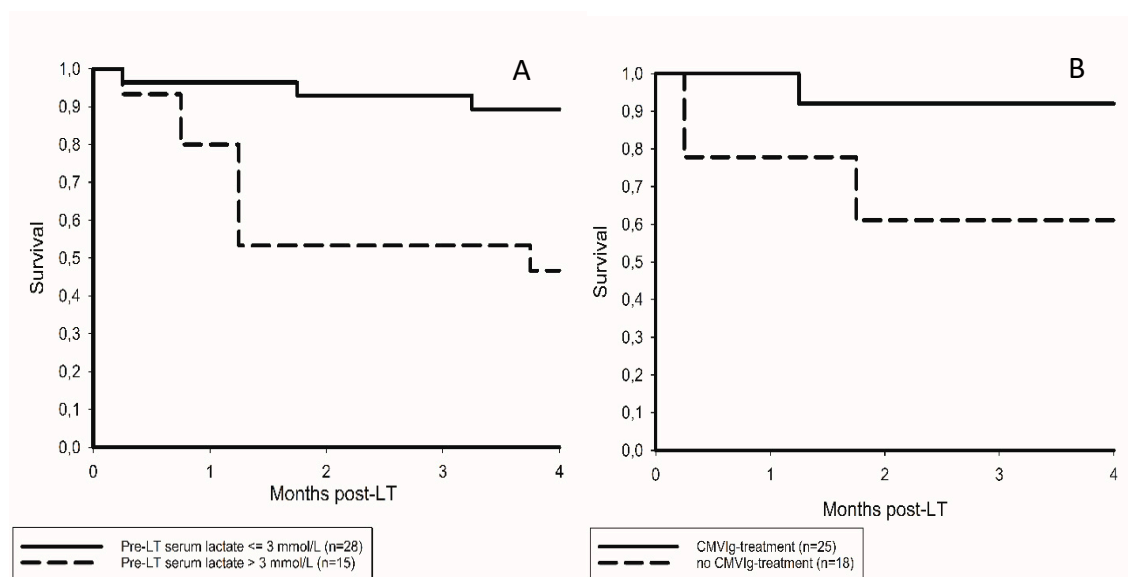 A
1,0
0,9
0,8
0,7
0,6
0,5
0,4
0,3
0,2
0,1
0,0
Survival
0 1 2 3 4
Months post-LT
Pre-LT serum lactate <= 3 mmol/L (n=28)
Pre-LT serum lactate > 3 mmol/L (n=15)
B
1,0
0,9
0,8
0,7
0,6
0,5
0,4
0,3
0,2
0,1
0,0
Survival
0 1 2 3 4
Months post-LT
CMVIg-treatment (n=25)
no CMVIg-treatment (n=18)